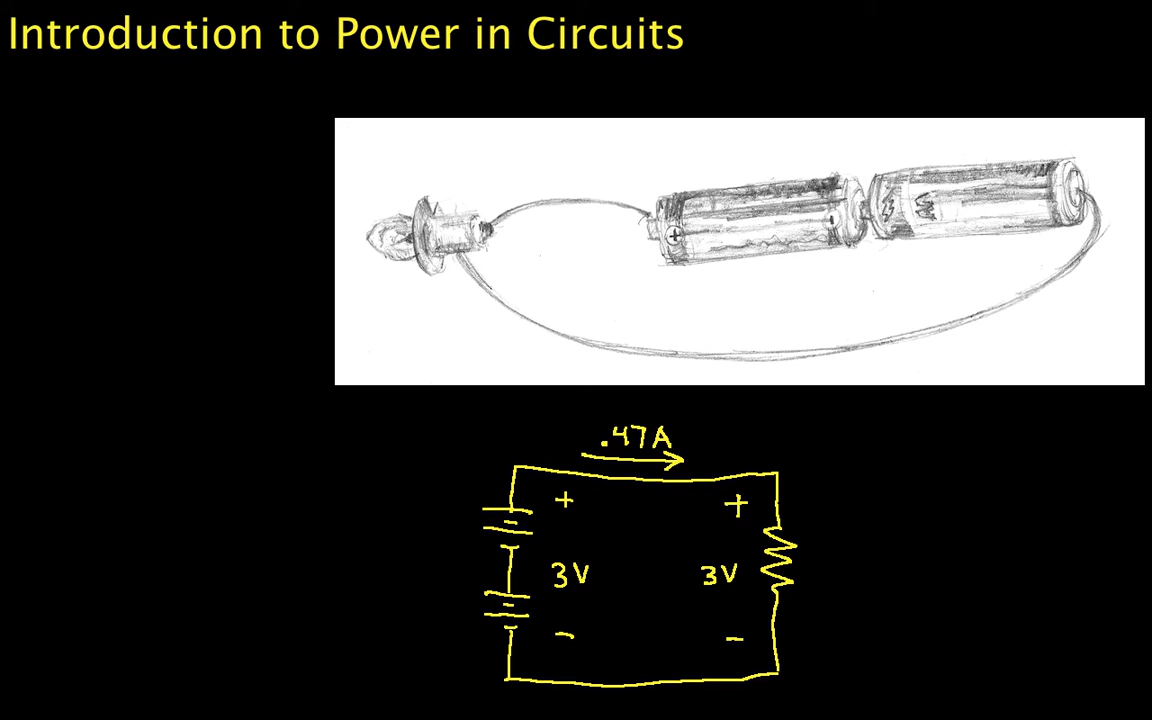 Introduction to Power in Circuits
+
-
.47A
+ +
3V 3V
- -